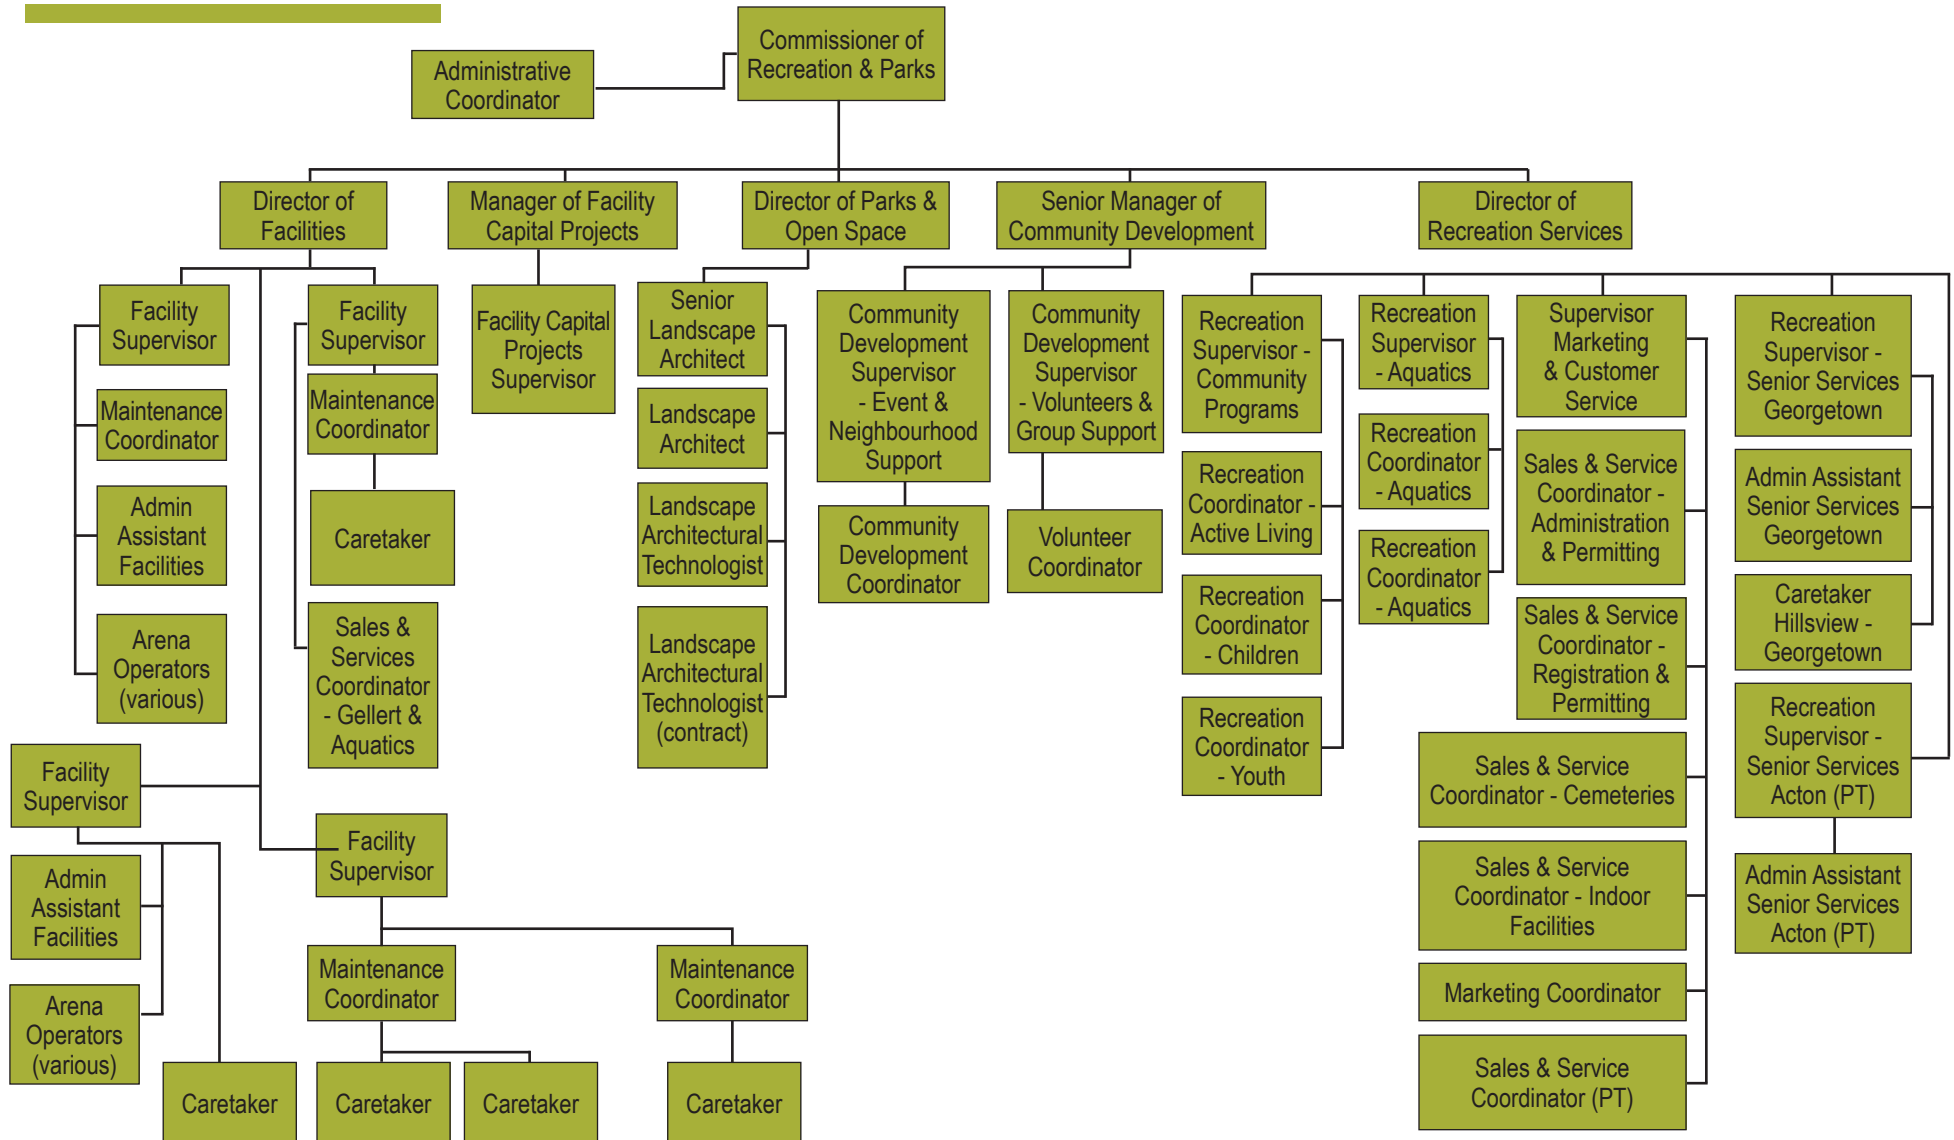 Commissioner of
Recreation & Parks
Administrative
Coordinator
Director of
Facilities
Manager of Facility
Capital Projects
Director of Parks &
Open Space
Senior Manager of
Community Development
Director of
Recreation Services
Facility
Supervisor
Maintenance
Coordinator
Admin
Assistant
Facilities
Arena
Operators
(various)
Facility
Supervisor
Maintenance
Coordinator
Caretaker
Sales &
Services
Coordinator
- Gellert &
Aquatics
Facility Capital
Projects
Supervisor
Senior
Landscape
Architect
Landscape
Architect
Landscape
Architectural
Technologist
Landscape
Architectural
Technologist
(contract)
Community
Development
Supervisor
- Event &
Neighbourhood
Support
Community
Development
Coordinator
Community
Development
Supervisor
- Volunteers &
Group Support
Volunteer
Coordinator
Recreation
Supervisor -
Community
Programs
Recreation
Coordinator -
Active Living
Recreation
Coordinator
- Children
Recreation
Coordinator
- Youth
Recreation
Supervisor
- Aquatics
Recreation
Coordinator
- Aquatics
Recreation
Coordinator
- Aquatics
Supervisor
Marketing
& Customer
Service
Sales & Service
Coordinator -
Administration
& Permitting
Sales & Service
Coordinator -
Registration &
Permitting
Sales & Service
Coordinator - Cemeteries
Sales & Service
Coordinator - Indoor
Facilities
Marketing Coordinator
Sales & Service
Coordinator (PT)
Recreation
Supervisor -
Senior Services
Georgetown
Admin Assistant
Senior Services
Georgetown
Caretaker
Hillsview -
Georgetown
Recreation
Supervisor -
Senior Services
Acton (PT)
Admin Assistant
Senior Services
Acton (PT)
Facility
Supervisor
Admin
Assistant
Facilities
Arena
Operators
(various)
Caretaker
Facility
Supervisor
Maintenance
Coordinator
Maintenance
Coordinator
Caretaker
Caretaker
Caretaker